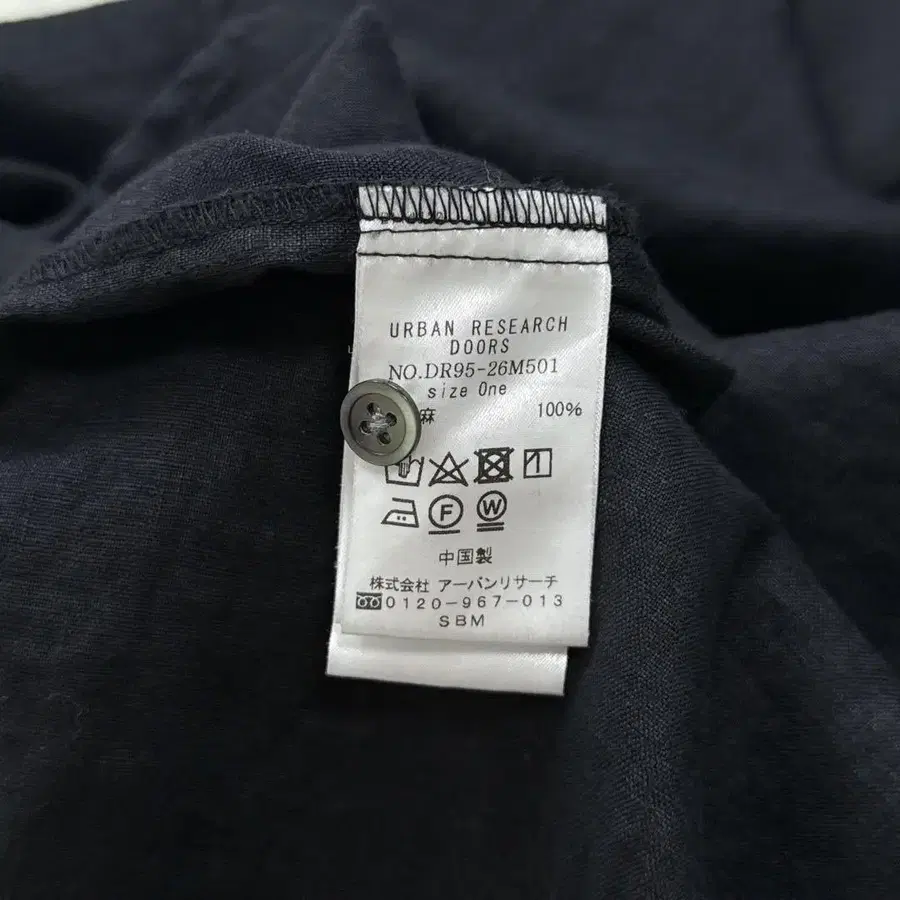 URBAN RESEARCH
DOORS
NO.DR95-26M501
size One
麻 100%
F W
中国製
株式会社 アーバンリサーチ
0120-967-013
SBM